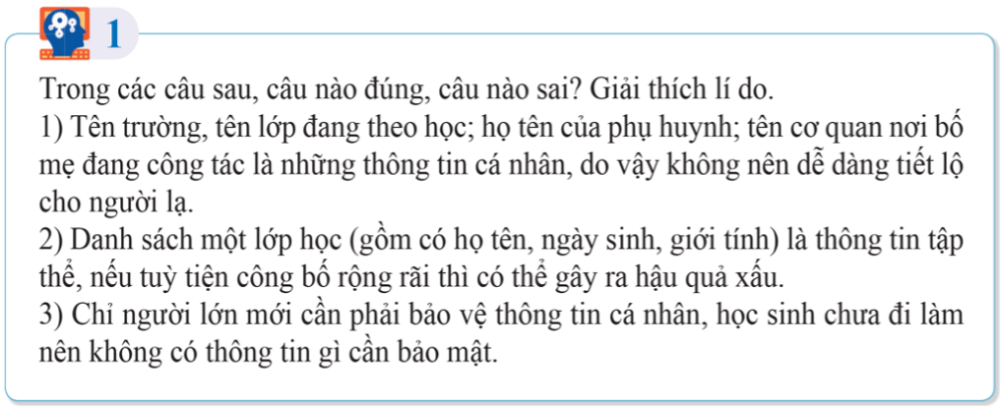 1
Trong các câu sau, câu nào đúng, câu nào sai? Giải thích lí do.
1) Tên trường, tên lớp đang theo học; họ tên của phụ huynh; tên cơ quan nơi bố
mẹ đang công tác là những thông tin cá nhân, do vậy không nên dễ dàng tiết lộ
cho người lạ.
2) Danh sách một lớp học (gồm có họ tên, ngày sinh, giới tính) là thông tin tập
thể, nếu tuỳ tiện công bố rộng rãi thì có thể gây ra hậu quả xấu.
3) Chỉ người lớn mới cần phải bảo vệ thông tin cá nhân, học sinh chưa đi làm
nên không có thông tin gì cần bảo mật.